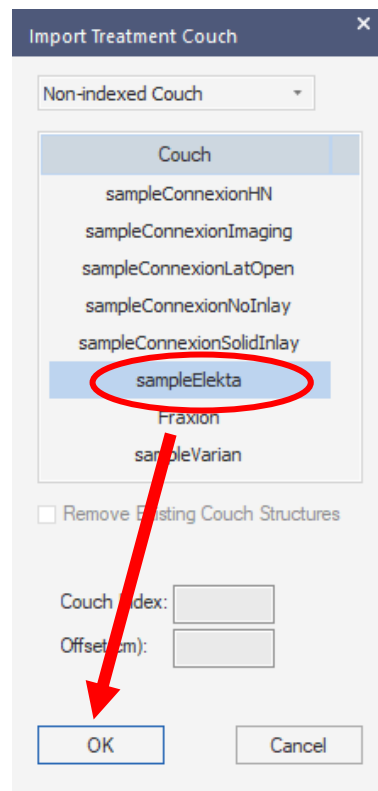 Import Treatment Couch
×
Non-indexed Couch
Couch
sampleConnexionHN
sampleConnexionImaging
sampleConnexionLatOpen
sampleConnexionNoInlay
sampleConnexionSolidInlay
sampleElekta
Fraxion
sampleVarian
Remove Existing Couch Structures
Couch Index:
Offset(cm):
OK Cancel